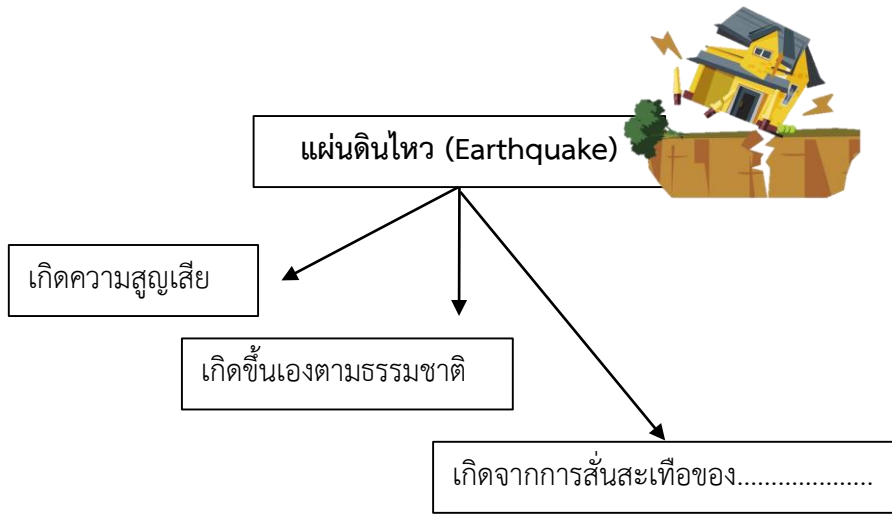 แผ่นดินไหว (Earthquake)
เกิดความสูญเสีย
เกิดขึ้นเองตามธรรมชาติ
เกิดจากการสั่นสะเทือของ....................